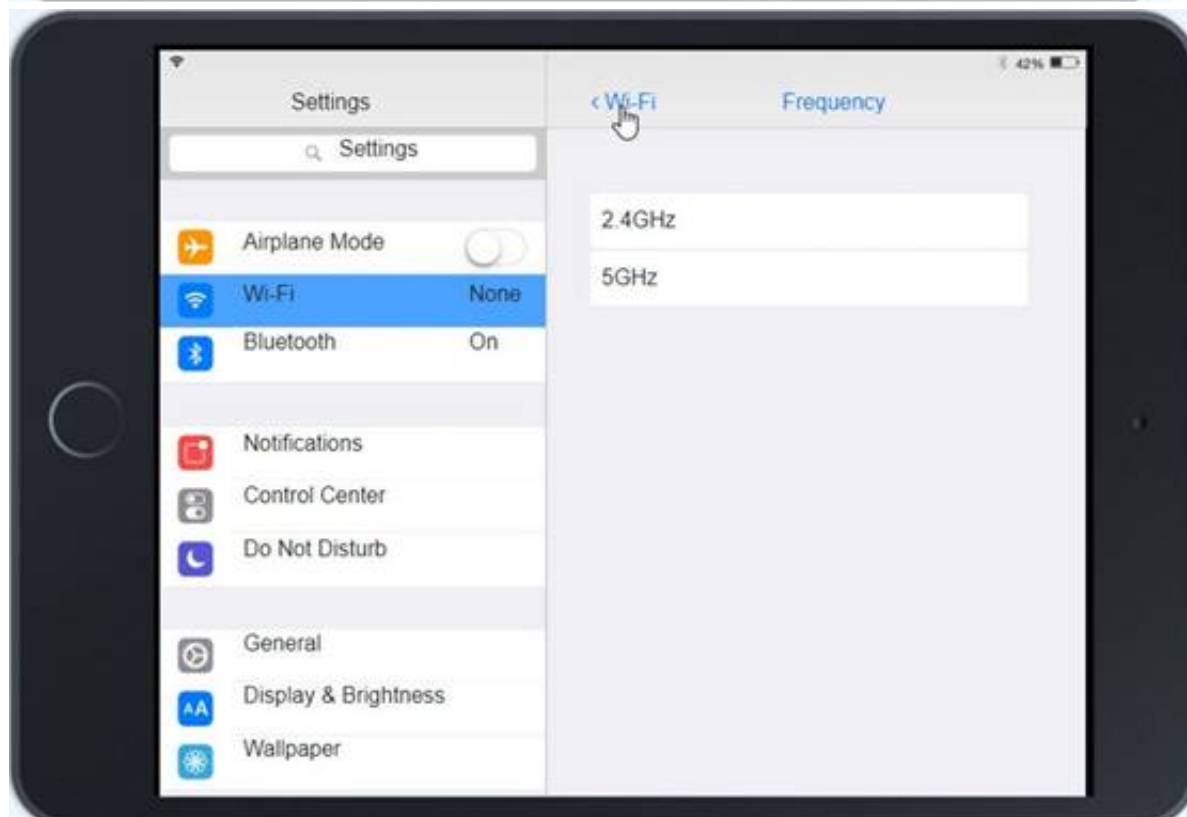 42%
Settings
< Wi-Fi Frequency
Settings
Airplane Mode
Wi-Fi None
Bluetooth On
Notifications
Control Center
Do Not Disturb
General
AA Display & Brightness
Wallpaper
2.4GHz
5GHz